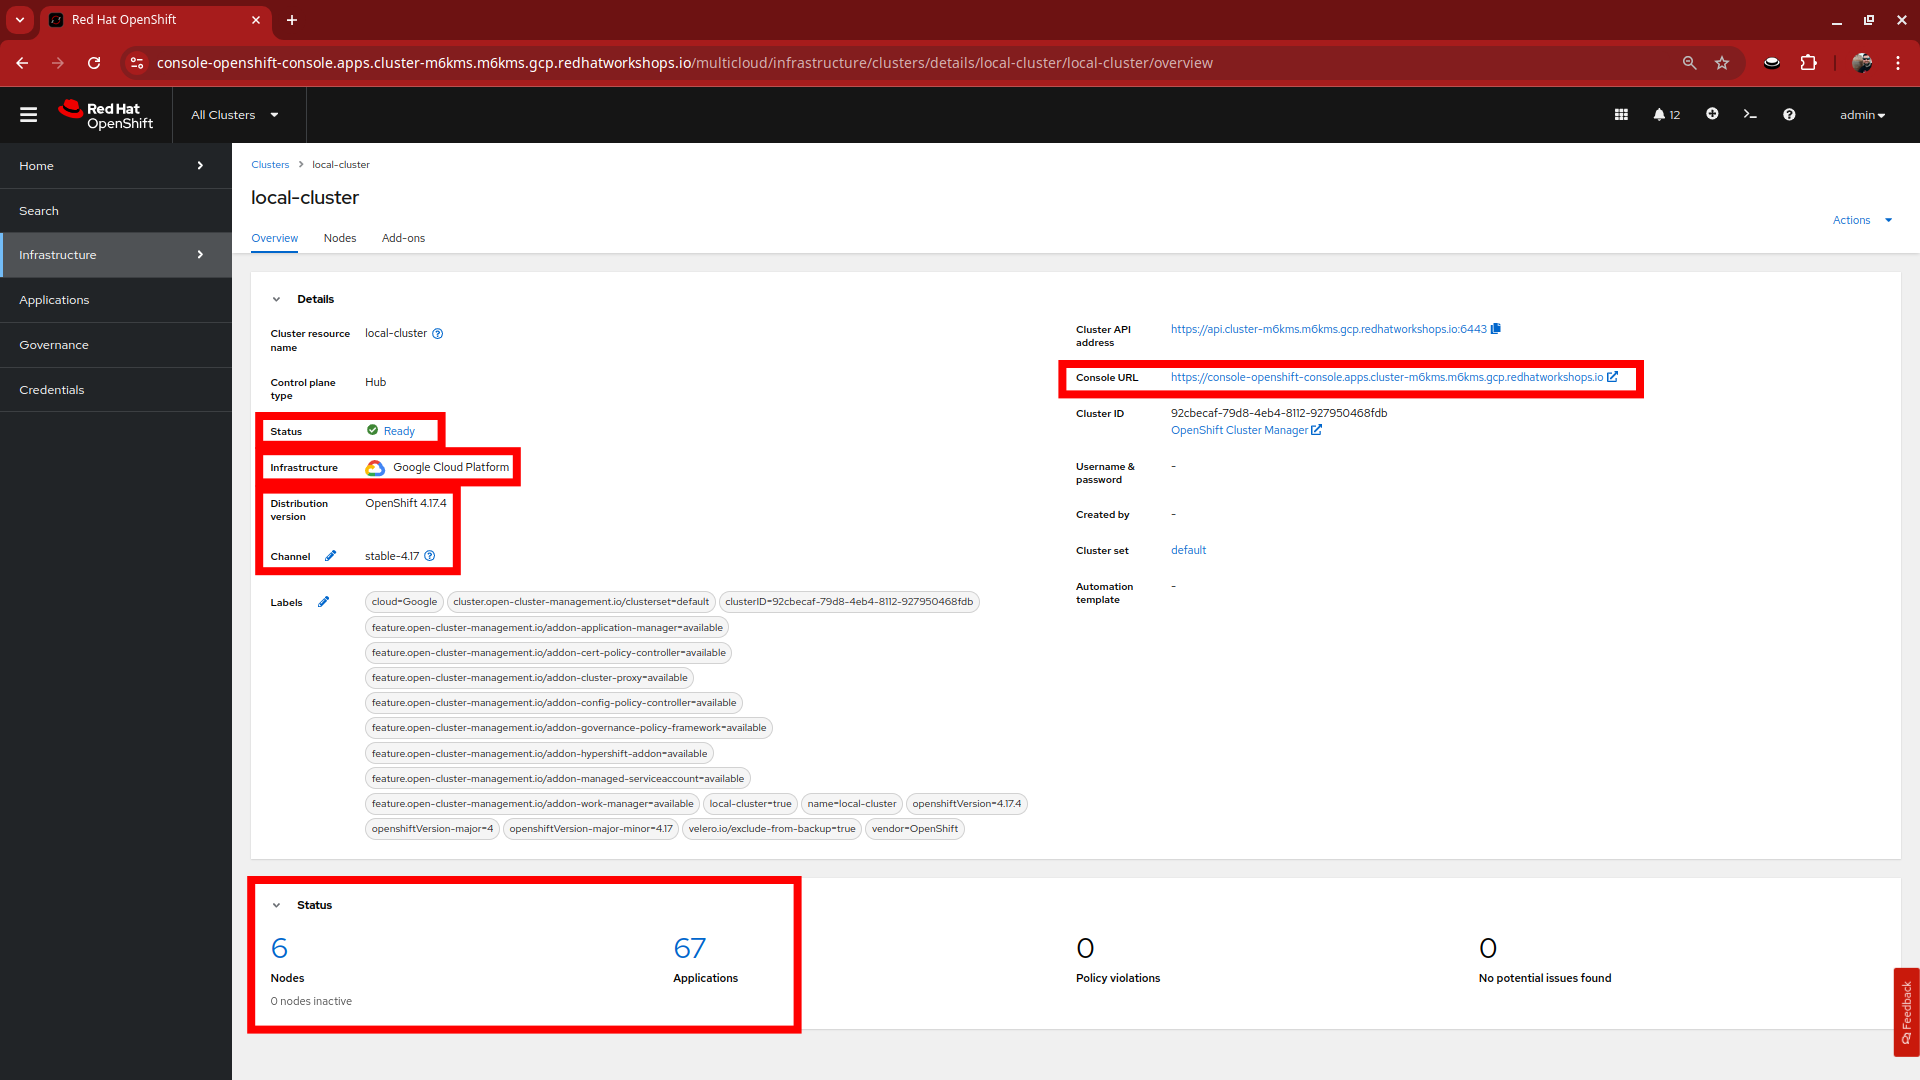 Red Hat OpenShift
console-openshift-console.apps.cluster-m6kms.m6kms.gcp.redhatworkshops.io/multicloud/infrastructure/clusters/details/local-cluster/local-cluster/overview
Red Hat
OpenShift
All Clusters
12
admin
Home
Search
Infrastructure
Applications
Governance
Credentials
Clusters
local-cluster
local-cluster
Actions
Overview
Nodes
Add-ons
Details
Cluster resource
name
local-cluster
Control plane
type
Hub
Status
Ready
Infrastructure
Google Cloud Platform
Distribution
version
OpenShift 4.17.4
Channel
stable-4.17
Labels
cloud=Google cluster.open-cluster-management.io/clusterset=default clusterID=92cbecaf-79d8-4eb4-8112-927950468fdb
feature.open-cluster-management.io/addon-application-manager=available
feature.open-cluster-management.io/addon-cert-policy-controller=available
feature.open-cluster-management.io/addon-cluster-proxy=available
feature.open-cluster-management.io/addon-config-policy-controller=available
feature.open-cluster-management.io/addon-governance-policy-framework=available
feature.open-cluster-management.io/addon-hypershift-addon=available
feature.open-cluster-management.io/addon-managed-serviceaccount=available
feature.open-cluster-management.io/addon-work-manager=available local-cluster=true name=local-cluster openshiftVersion=4.17.4
openshiftVersion-major=4 openshiftVersion-major-minor=4.17 velero.io/exclude-from-backup=true vendor=OpenShift
Cluster API
address
https://api.cluster-m6kms.m6kms.gcp.redhatworkshops.io:6443
Console URL
https://console-openshift-console.apps.cluster-m6kms.m6kms.gcp.redhatworkshops.io
Cluster ID
92cbecaf-79d8-4eb4-8112-927950468fdb
OpenShift Cluster Manager
Username &
password
-
Created by
-
Cluster set
default
Automation
template
-
Status
6
Nodes
0 nodes inactive
67
Applications
0
Policy violations
0
No potential issues found
Feedback